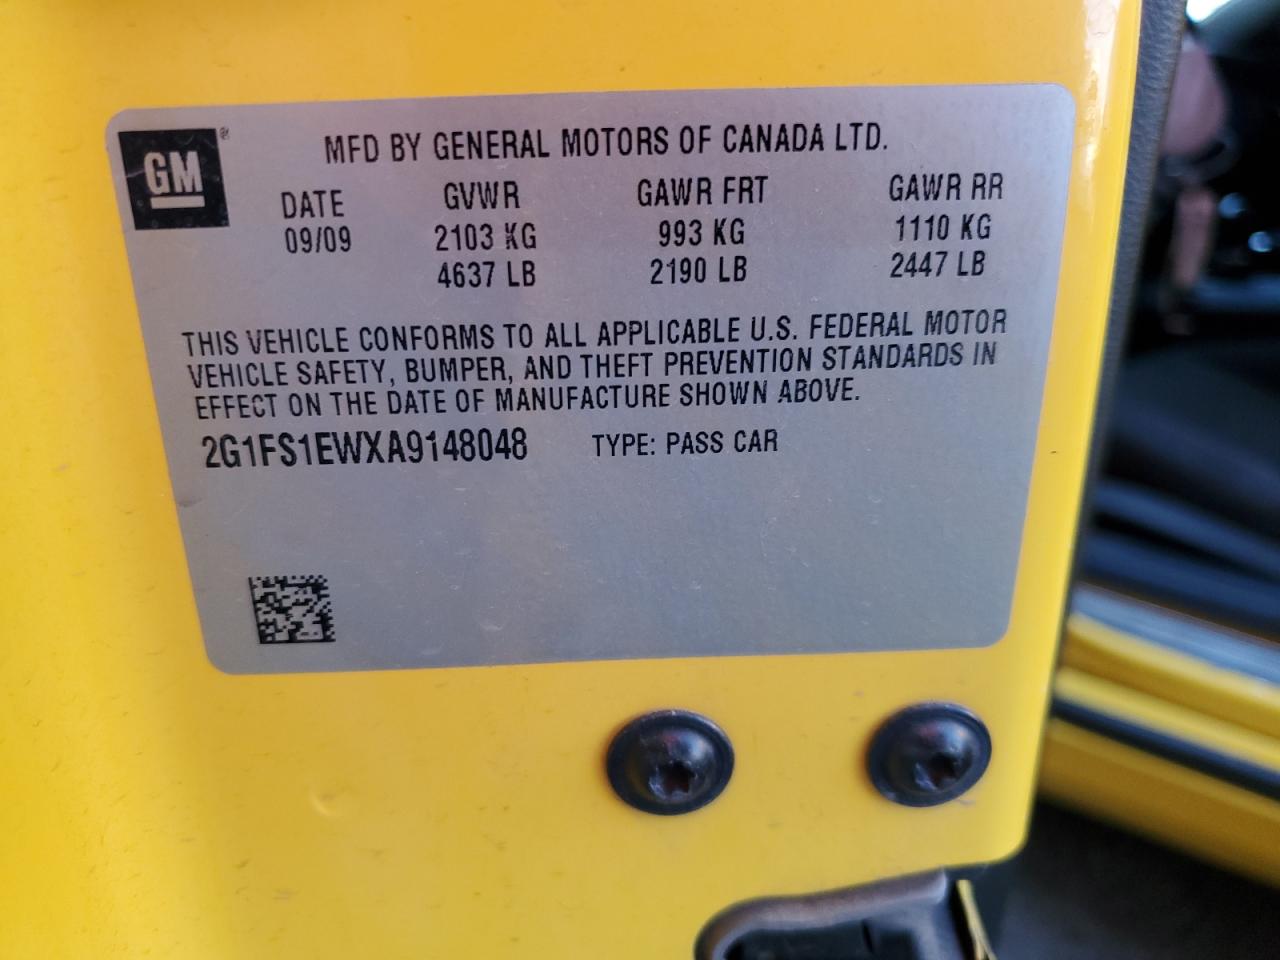 GM®
MFD BY GENERAL MOTORS OF CANADA LTD.
DATE GVWR GAWR FRT GAWR RR
09/09 2103 KG 993 KG 1110 KG
4637 LB 2190 LB 2447 LB
THIS VEHICLE CONFORMS TO ALL APPLICABLE U.S. FEDERAL MOTOR
VEHICLE SAFETY, BUMPER, AND THEFT PREVENTION STANDARDS IN
EFFECT ON THE DATE OF MANUFACTURE SHOWN ABOVE.
2G1FS1EWXA9148048 TYPE: PASS CAR